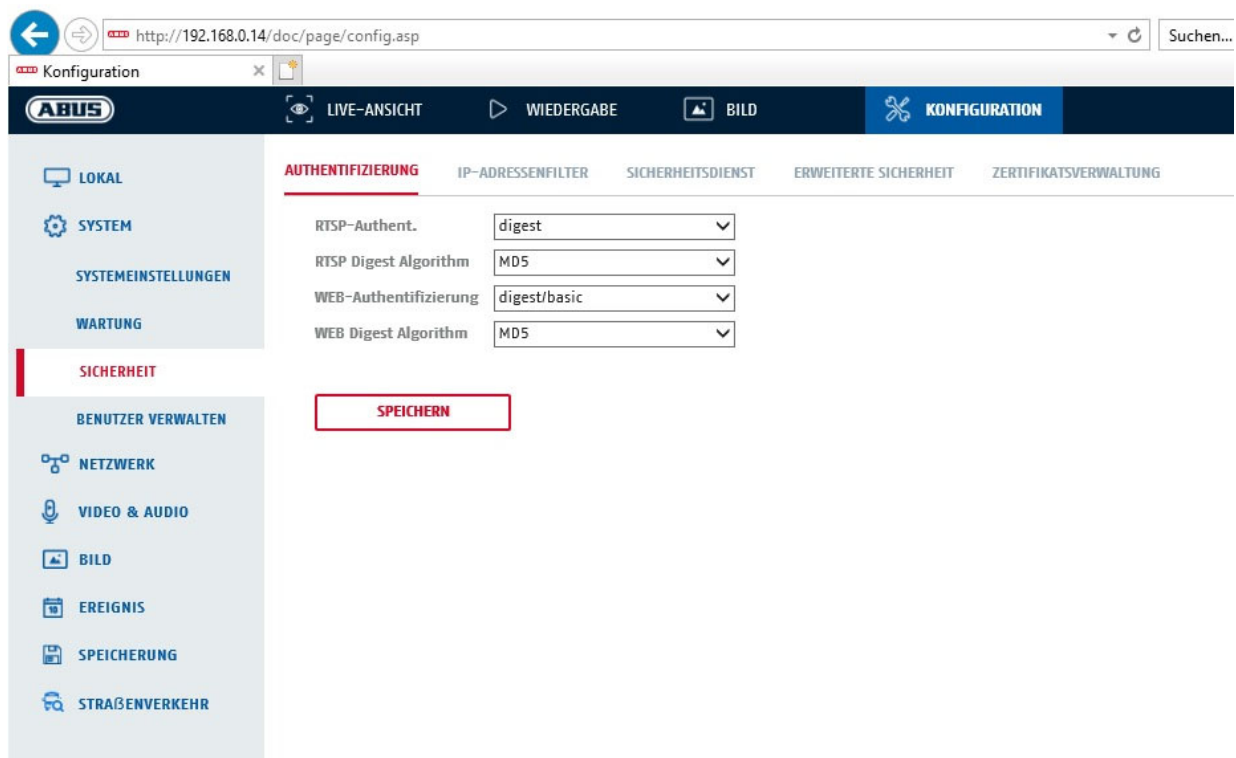 http://192.168.0.14/doc/page/config.asp
Suchen...
Konfiguration
ABUS
LIVE-ANSICHT
WIEDERGABE
BILD
KONFIGURATION
LOKAL
SYSTEM
SYSTEMEINSTELLUNGEN
WARTUNG
SICHERHEIT
BENUTZER VERWALTEN
NETZWERK
VIDEO & AUDIO
BILD
EREIGNIS
SPEICHERUNG
STRAßENVERKEHR
AUTHENTIFIZIERUNG
IP-ADRESSENFILTER
SICHERHEITSDIENST
ERWEITERTE SICHERHEIT
ZERTIFIKATSVERWALTUNG
RTSP-Authent. digest
RTSP Digest Algorithm MD5
WEB-Authentifizierung digest/basic
WEB Digest Algorithm MD5
SPEICHERN